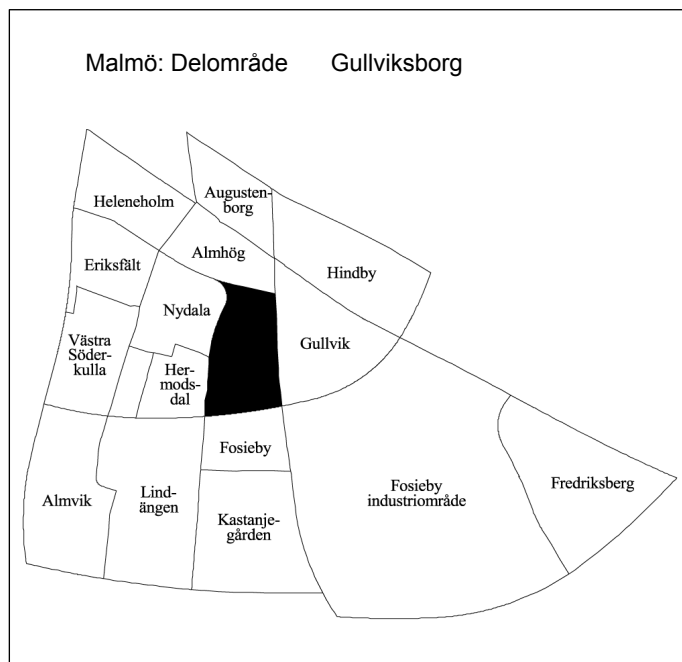 Malmö: Delområde Gullviksborg
Heleneholm
Augusten-
borg
Almhög
Eriksfält
Hindby
Nydala
Gullvik
Västra
Söder-
kulla
Her-
mods-
dal
Fosieby
Almvik
Lind-
ängen
Kastanje-
gården
Fosieby
industriområde
Fredriksberg